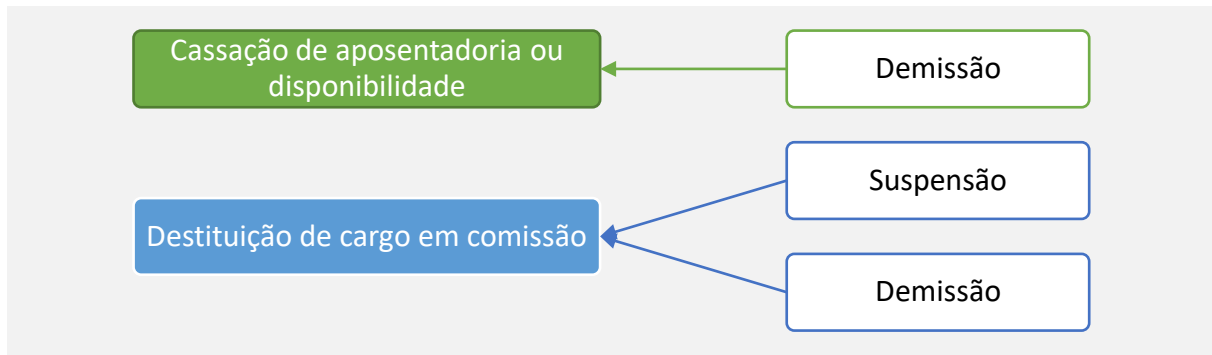 Cassação de aposentadoria ou
disponibilidade
Demissão
Suspensão
Destituição de cargo em comissão
Demissão